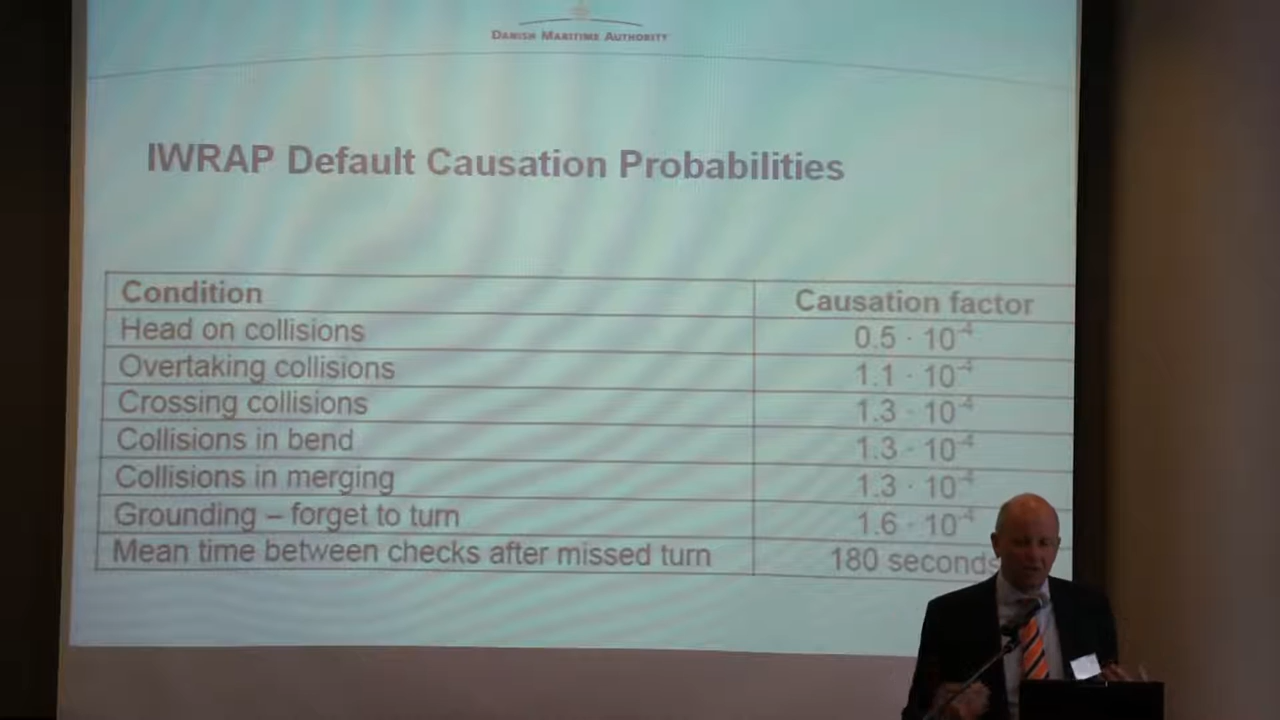 DANISH MARITIME AUTHORITY
IWRAP Default Causation Probabilities
Condition Causation factor
Head on collisions 0.5 · 10⁻⁴
Overtaking collisions 1.1 · 10⁻⁴
Crossing collisions 1.3 · 10⁻⁴
Collisions in bend 1.3 · 10⁻⁴
Collisions in merging 1.3 · 10⁻⁴
Grounding – forget to turn 1.6 · 10⁻⁴
Mean time between checks after missed turn 180 seconds